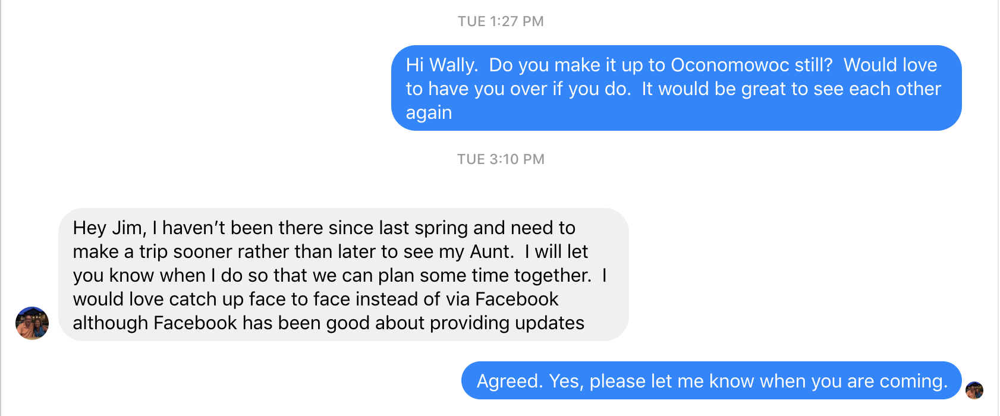 TUE 1:27 PM
Hi Wally.  Do you make it up to Oconomowoc still?  Would love
to have you over if you do.  It would be great to see each other
again
TUE 3:10 PM
Hey Jim, I haven’t been there since last spring and need to
make a trip sooner rather than later to see my Aunt.  I will let
you know when I do so that we can plan some time together.  I
would love catch up face to face instead of via Facebook
although Facebook has been good about providing updates
Agreed. Yes, please let me know when you are coming.